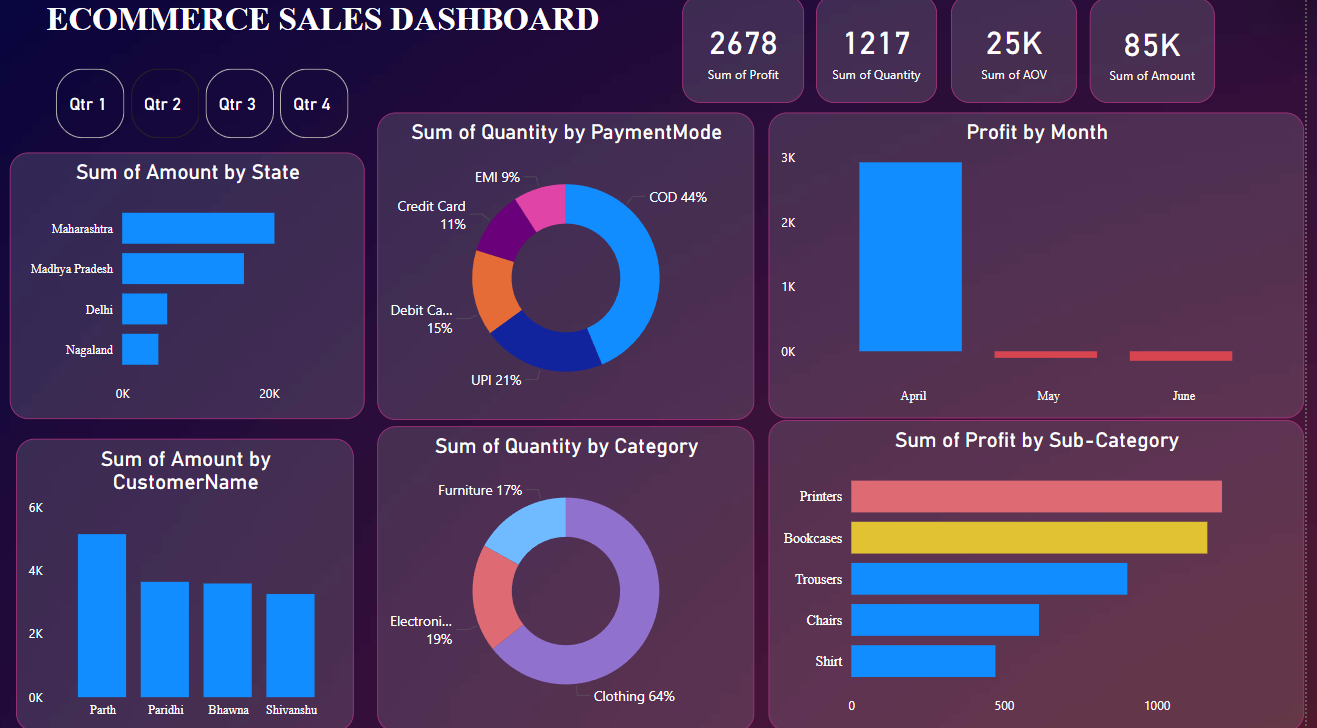 ECOMMERCE SALES DASHBOARD
2678
Sum of Profit
1217
Sum of Quantity
25K
Sum of AOV
85K
Sum of Amount
Qtr 1
Qtr 2
Qtr 3
Qtr 4
Sum of Amount by State
Maharashtra
Madhya Pradesh
Delhi
Nagaland
0K
20K
Sum of Quantity by PaymentMode
EMI 9%
COD 44%
Credit Card
11%
Debit Ca...
15%
UPI 21%
Profit by Month
3K
2K
1K
0K
April
May
June
Sum of Amount by
CustomerName
6K
4K
2K
0K
Parth
Paridhi
Bhawna
Shivanshu
Sum of Quantity by Category
Furniture 17%
Electroni...
19%
Clothing 64%
Sum of Profit by Sub-Category
Printers
Bookcases
Trousers
Chairs
Shirt
0
500
1000